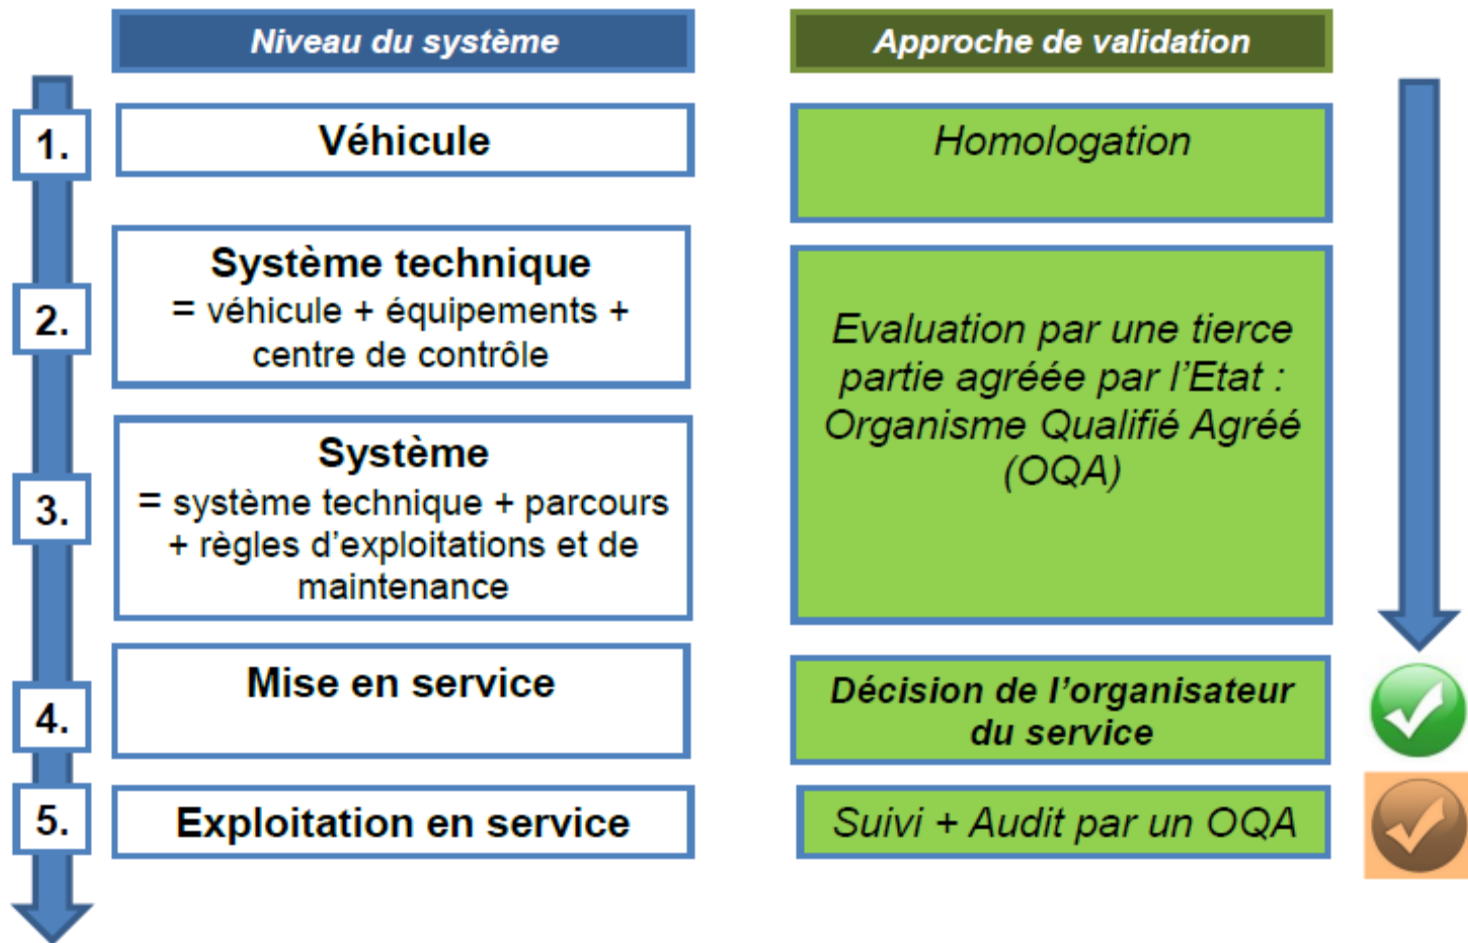 Niveau du système
Approche de validation
1.
Véhicule
Homologation
2.
Système technique
= véhicule + équipements +
centre de contrôle
Evaluation par une tierce
partie agréée par l’Etat :
Organisme Qualifié Agréé
(OQA)
3.
Système
= système technique + parcours
+ règles d’exploitations et de
maintenance
4.
Mise en service
Décision de l’organisateur
du service
5.
Exploitation en service
Suivi + Audit par un OQA